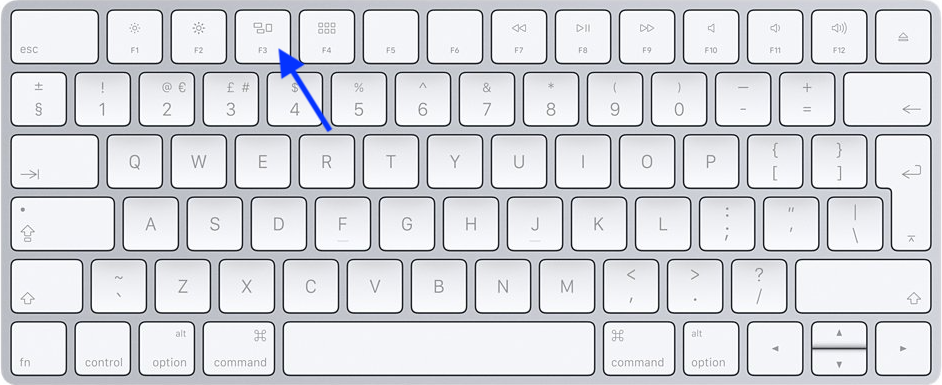 esc F1 F2 F3 F4 F5 F6 F7 F8 F9 F10 F11 F12
± ! @ € £ # $ % ^ & * ( ) — +
§ 1 2 3 4 5 6 7 8 9 0 - =
Q W E R T Y U I O P { [ } ]
A S D F G H J K L : ; " ' | \
~ ` Z X C V B N M < , > . ? /
fn control alt option ⌘ command ⌘ command alt option